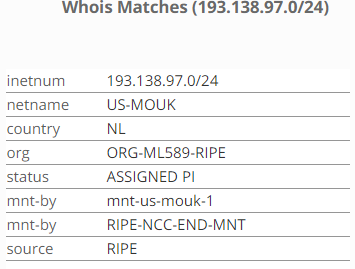 Whois Matches (193.138.97.0/24)
inetnum 193.138.97.0/24
netname US-MOUK
country NL
org ORG-ML589-RIPE
status ASSIGNED PI
mnt-by mnt-us-mouk-1
mnt-by RIPE-NCC-END-MNT
source RIPE